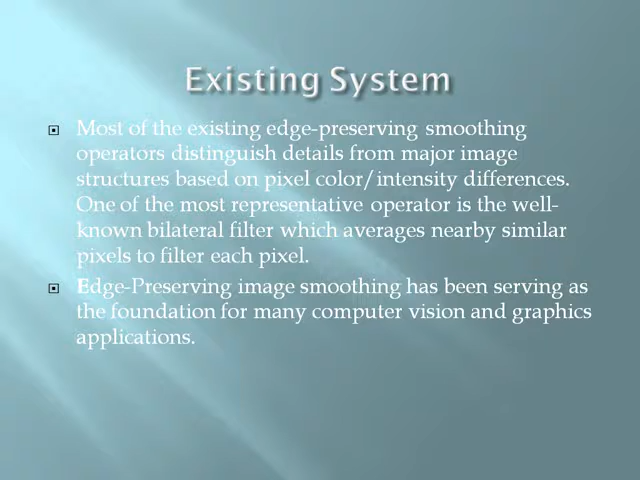 Existing System
Most of the existing edge-preserving smoothing
operators distinguish details from major image
structures based on pixel color/intensity differences.
One of the most representative operator is the well-
known bilateral filter which averages nearby similar
pixels to filter each pixel.
Edge-Preserving image smoothing has been serving as
the foundation for many computer vision and graphics
applications.